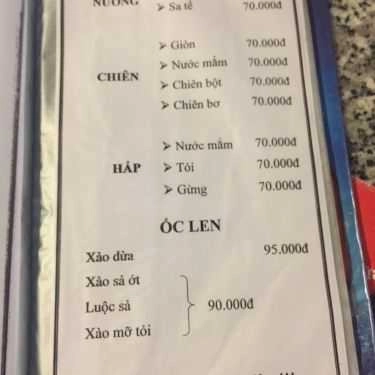 NƯỚNG ➢ Sa tế 70.000đ
➢ Giòn 70.000đ
➢ Nước mắm 70.000đ
CHIÊN
➢ Chiên bột 70.000đ
➢ Chiên bơ 70.000đ
➢ Nước mắm 70.000đ
HẤP ➢ Tỏi 70.000đ
➢ Gừng 70.000đ
ỐC LEN
Xào dừa 95.000đ
Xào sả ớt
Luộc sả 90.000đ
Xào mỡ tỏi